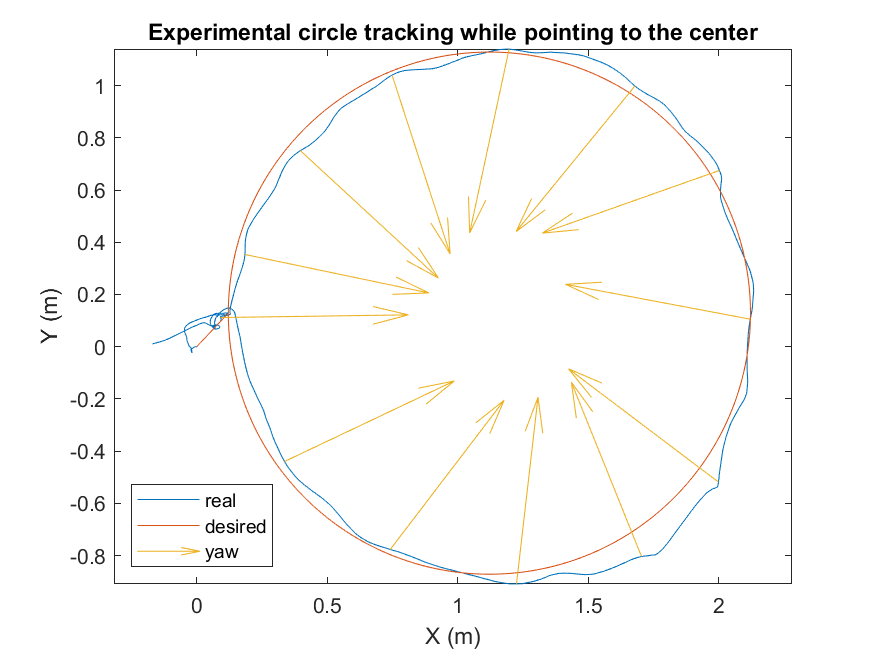 Experimental circle tracking while pointing to the center
1
0.8
0.6
0.4
0.2
0
-0.2
-0.4
-0.6
-0.8
Y (m)
real
desired
yaw
0 0.5 1 1.5 2
X (m)